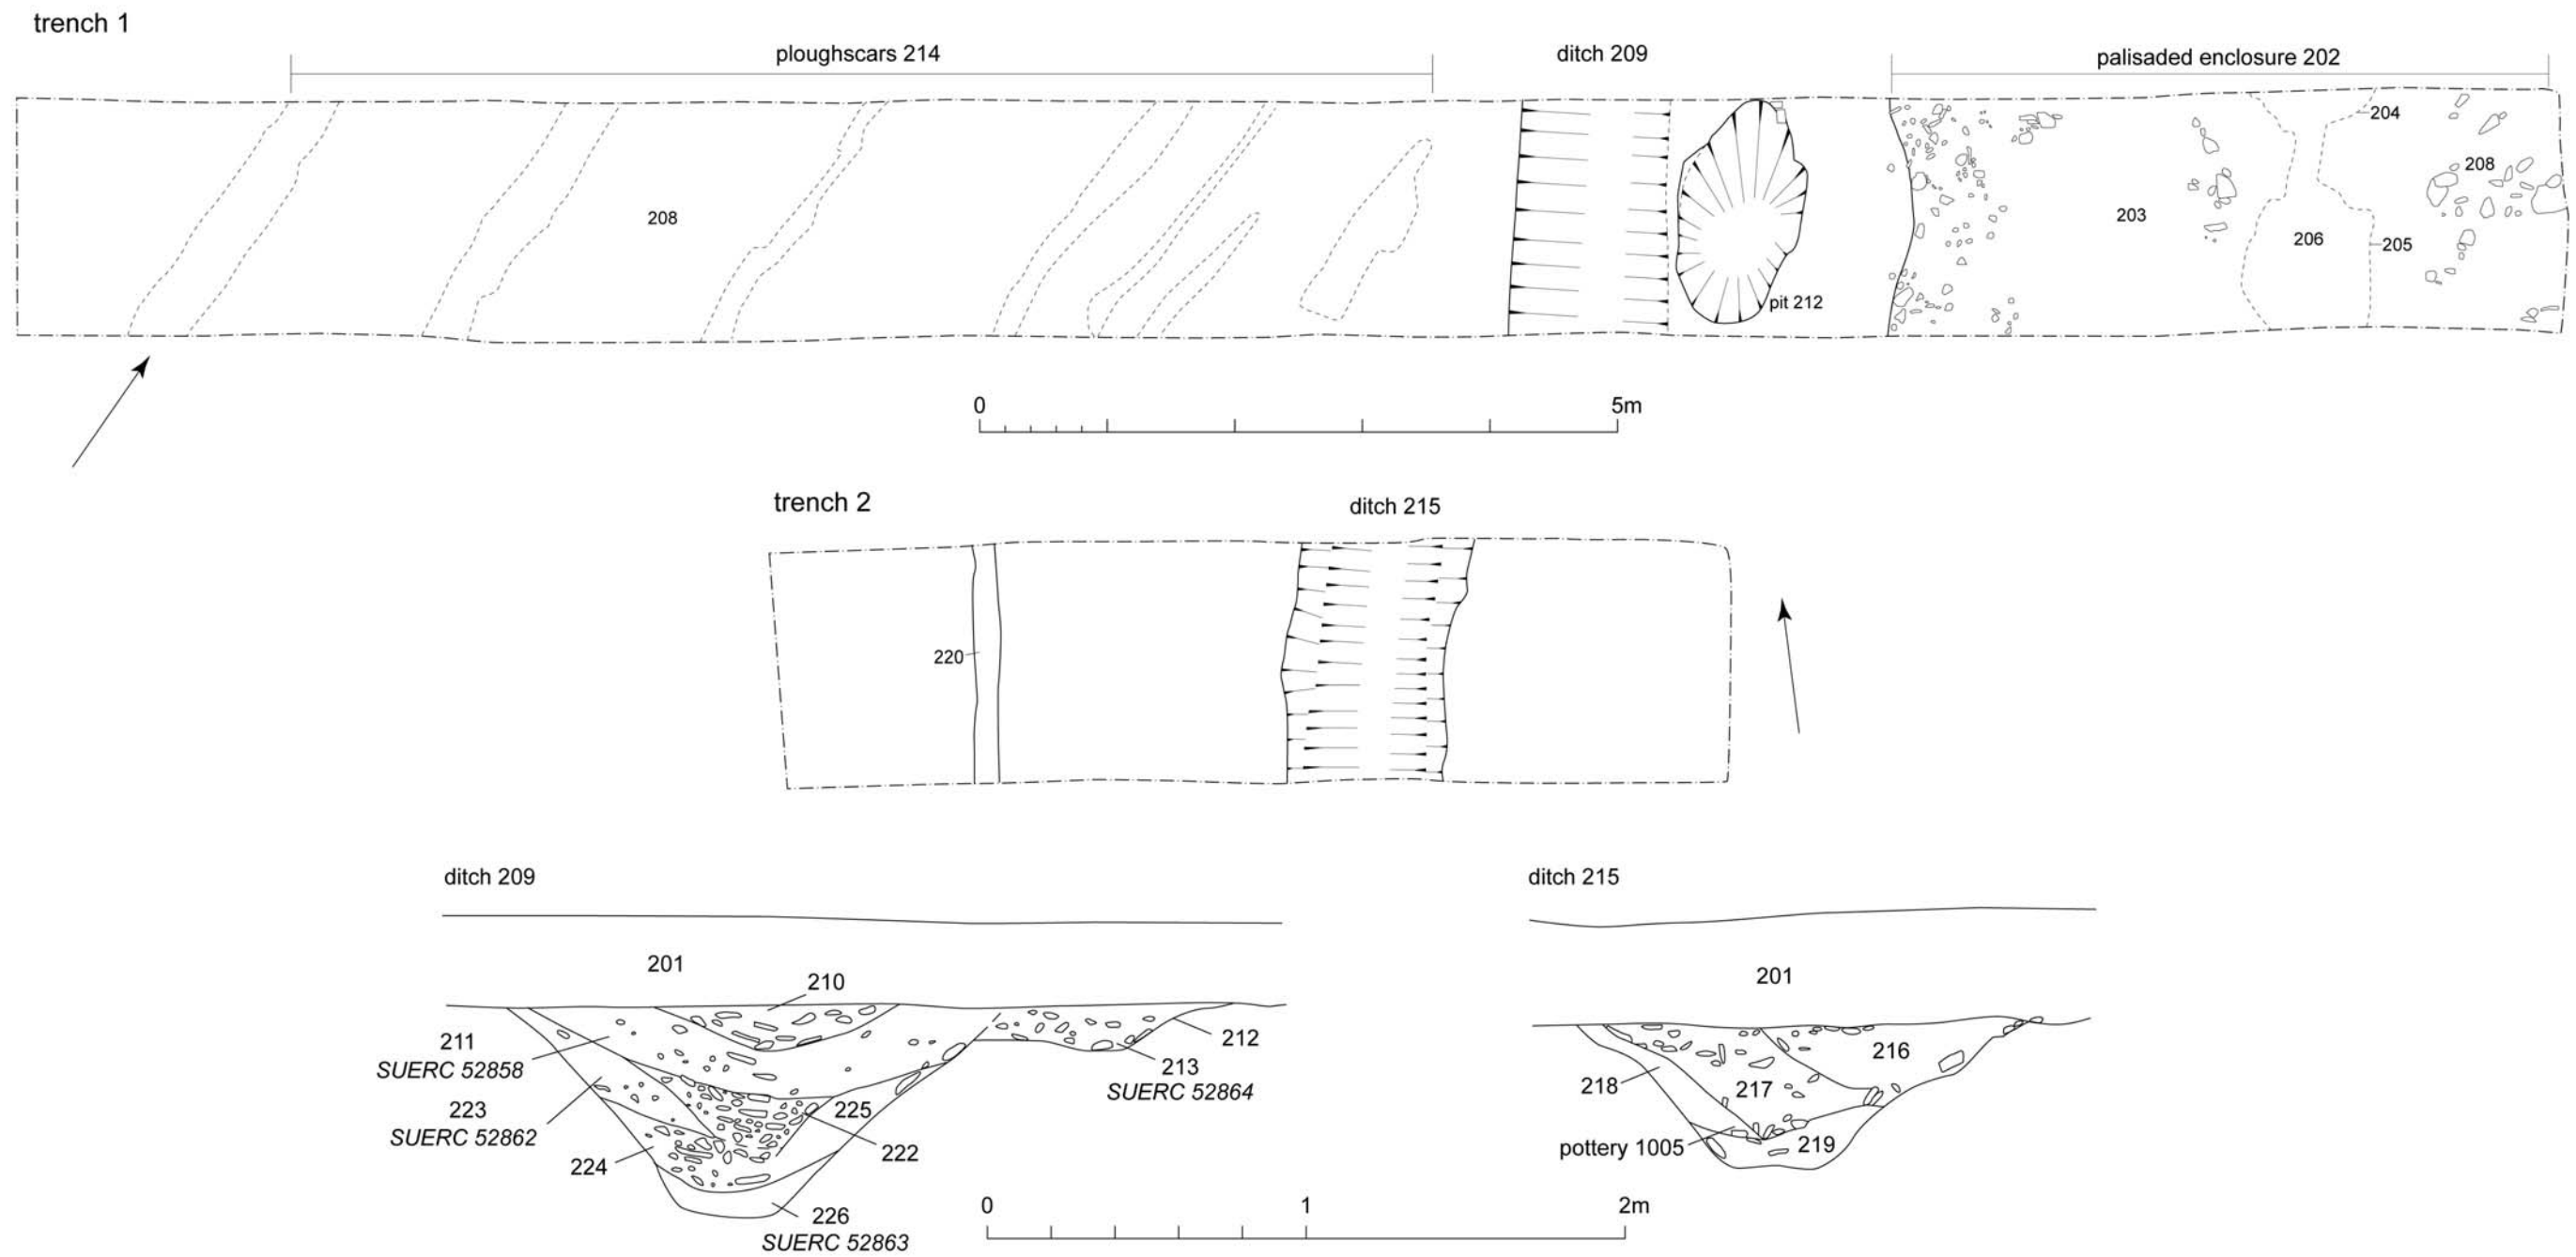 trench 1
ploughscars 214
ditch 209
palisaded enclosure 202
204
208
208
203
206
205
pit 212
0
5m
trench 2
ditch 215
220
ditch 209
ditch 215
201
210
201
211
SUERC 52858
212
213
SUERC 52864
216
218
217
223
SUERC 52862
225
222
224
pottery 1005
219
226
SUERC 52863
0
1
2m